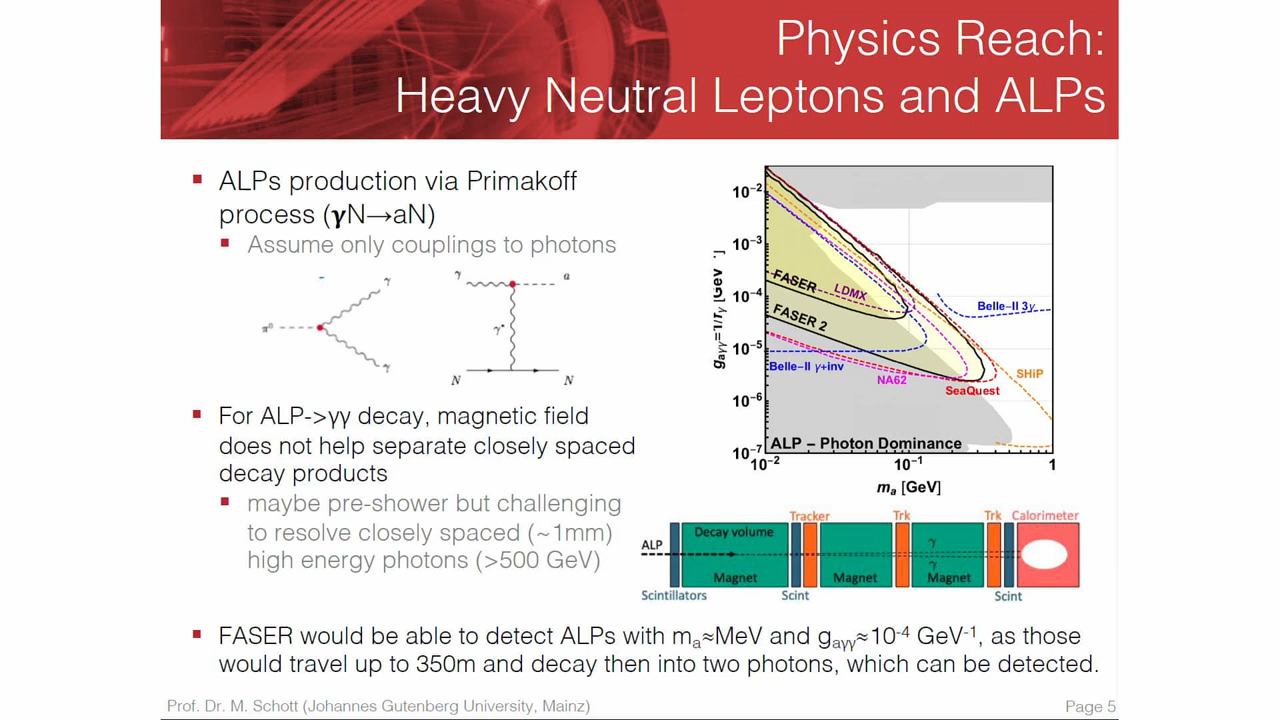 Physics Reach:
Heavy Neutral Leptons and ALPs
▪ ALPs production via Primakoff
process (γN→aN)
▪ Assume only couplings to photons
π⁰
γ
γ
γ
a
γ*
N
N
▪ For ALP->γγ decay, magnetic field
does not help separate closely spaced
decay products
▪ maybe pre-shower but challenging
to resolve closely spaced (~1mm)
high energy photons (>500 GeV)
10⁻²
10⁻³
10⁻⁴
10⁻⁵
10⁻⁶
10⁻⁷
FASER
LDMX
FASER 2
Belle−II 3γ
Belle−II γ+inv
NA62
SHiP
SeaQuest
ALP − Photon Dominance
10⁻²
10⁻¹
1
mₐ [GeV]
Tracker
Trk
Trk
Calorimeter
ALP
Decay volume
γ
γ
Magnet
Magnet
Magnet
Scintillators
Scint
Scint
▪ FASER would be able to detect ALPs with mₐ≈MeV and gaγγ≈10⁻⁴ GeV⁻¹, as those
would travel up to 350m and decay then into two photons, which can be detected.
Prof. Dr. M. Schott (Johannes Gutenberg University, Mainz)
Page 5